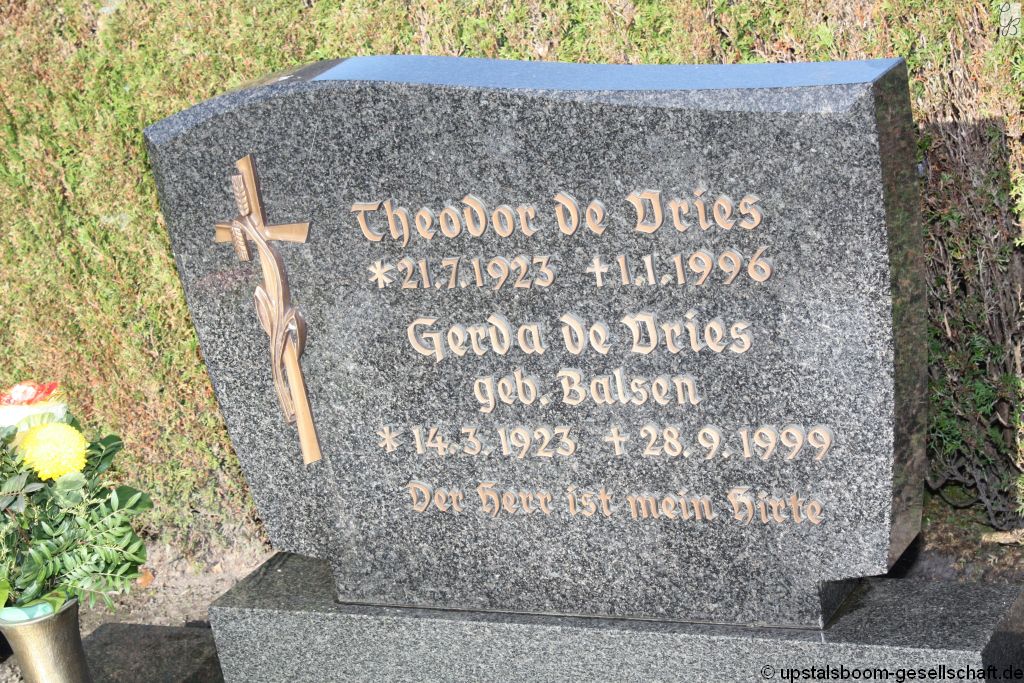 Theodor de Vries
*21.7.1923 +1.1.1996
Gerda de Vries
geb. Balsen
*14.3.1923 +28.9.1999
Der Herr ist mein Hirte
© upstalsboom-gesellschaft.de